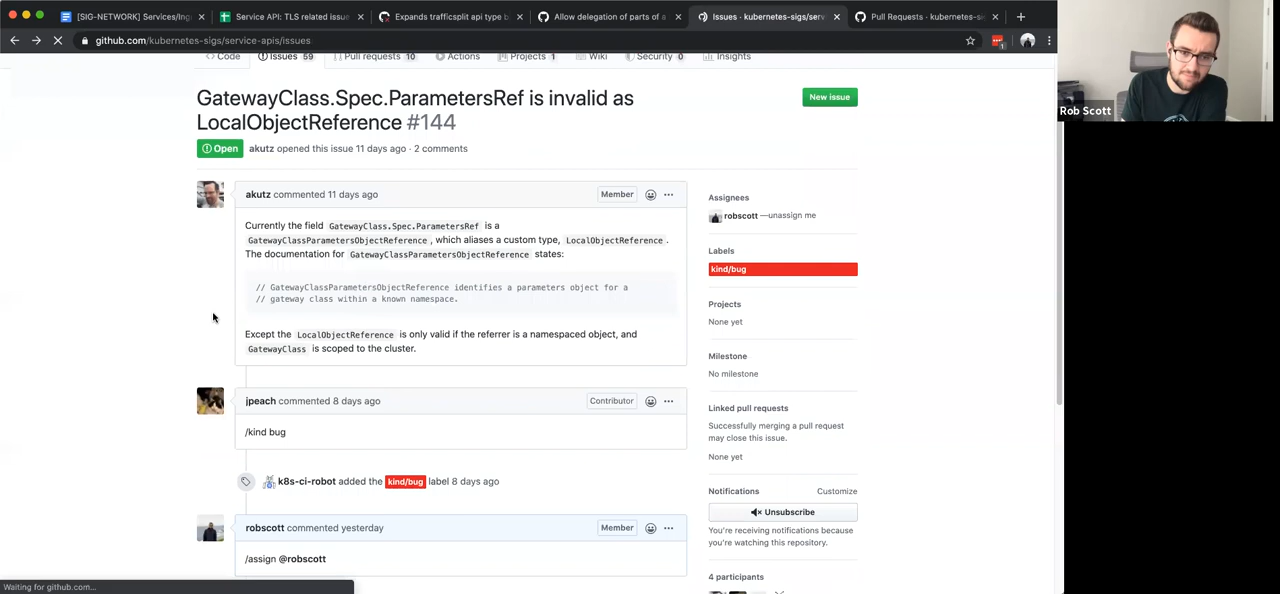 [SIG-NETWORK] Services/Ing
Service API: TLS related issue
Expands trafficsplit api type b
Allow delegation of parts of a
Issues · kubernetes-sigs/serv
Pull Requests · kubernetes-si
github.com/kubernetes-sigs/service-apis/issues
Code
Issues 59
Pull requests 10
Actions
Projects 1
Wiki
Security 0
Insights
GatewayClass.Spec.ParametersRef is invalid as
LocalObjectReference #144
New issue
Open
akutz opened this issue 11 days ago · 2 comments
akutz commented 11 days ago
Member
Currently the field GatewayClass.Spec.ParametersRef is a
GatewayClassParametersObjectReference, which aliases a custom type, LocalObjectReference.
The documentation for GatewayClassParametersObjectReference states:
// GatewayClassParametersObjectReference identifies a parameters object for a
// gateway class within a known namespace.
Except the LocalObjectReference is only valid if the referrer is a namespaced object, and
GatewayClass is scoped to the cluster.
jpeach commented 8 days ago
Contributor
/kind bug
k8s-ci-robot added the kind/bug label 8 days ago
robscott commented yesterday
Member
/assign @robscott
Assignees
robscott —unassign me
Labels
kind/bug
Projects
None yet
Milestone
No milestone
Linked pull requests
Successfully merging a pull request
may close this issue.
None yet
Notifications
Customize
Unsubscribe
You're receiving notifications because
you're watching this repository.
4 participants
Waiting for github.com...
Rob Scott